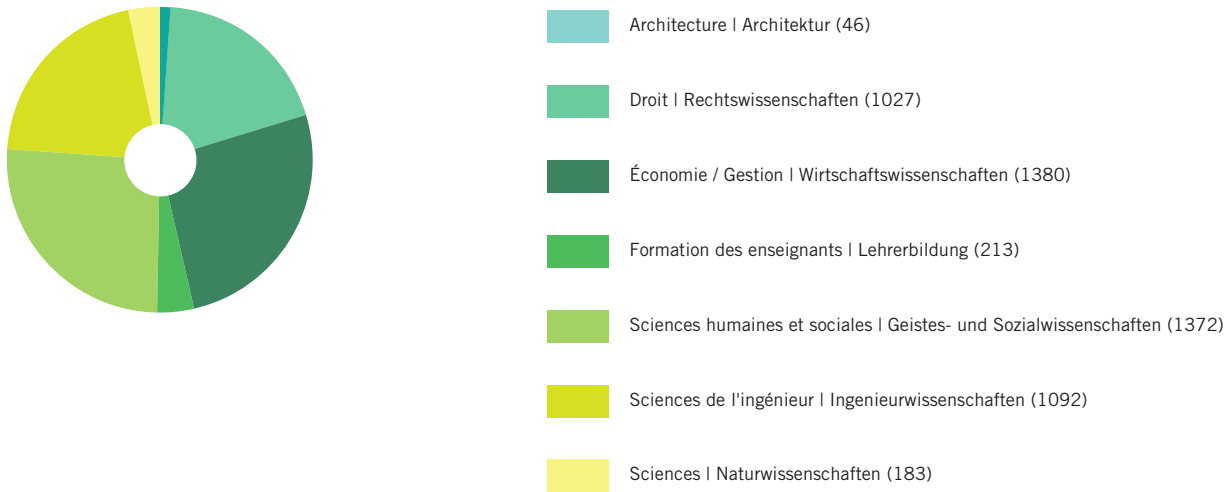 Architecture | Architektur (46)
Droit | Rechtswissenschaften (1027)
Économie / Gestion | Wirtschaftswissenschaften (1380)
Formation des enseignants | Lehrerbildung (213)
Sciences humaines et sociales | Geistes- und Sozialwissenschaften (1372)
Sciences de l'ingénieur | Ingenieurwissenschaften (1092)
Sciences | Naturwissenschaften (183)